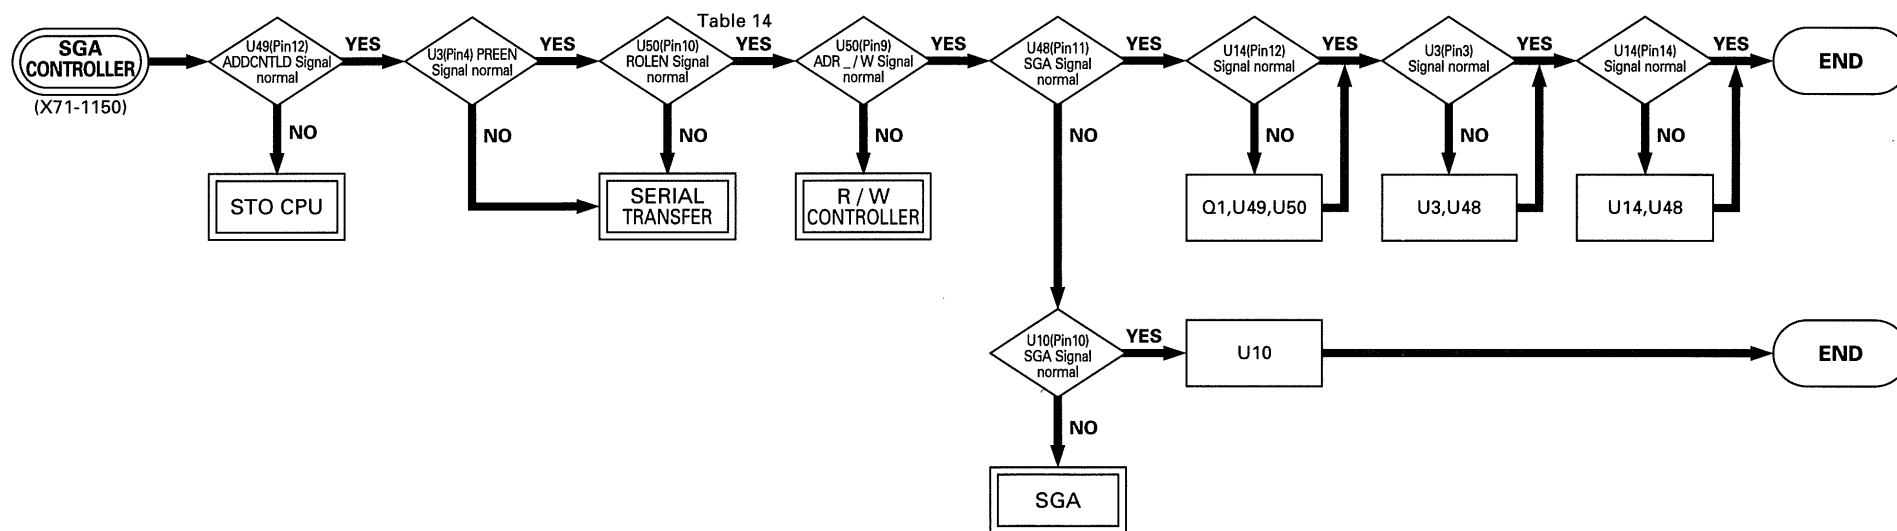 Table 14
SGA
CONTROLLER
(X71-1150)
U49(Pin12)
ADDCNTLD Signal
normal
YES
NO
STO CPU
U3(Pin4) PREEN
Signal normal
YES
NO
U50(Pin10)
ROLEN Signal
normal
YES
NO
SERIAL
TRANSFER
U50(Pin9)
ADR _ / W Signal
normal
YES
NO
R / W
CONTROLLER
U48(Pin11)
SGA Signal
normal
YES
NO
U14(Pin12)
Signal normal
YES
NO
Q1,U49,U50
U3(Pin3)
Signal normal
YES
NO
U3,U48
U14(Pin14)
Signal normal
YES
NO
U14,U48
END
U10(Pin10)
SGA Signal
normal
YES
U10
END
NO
SGA